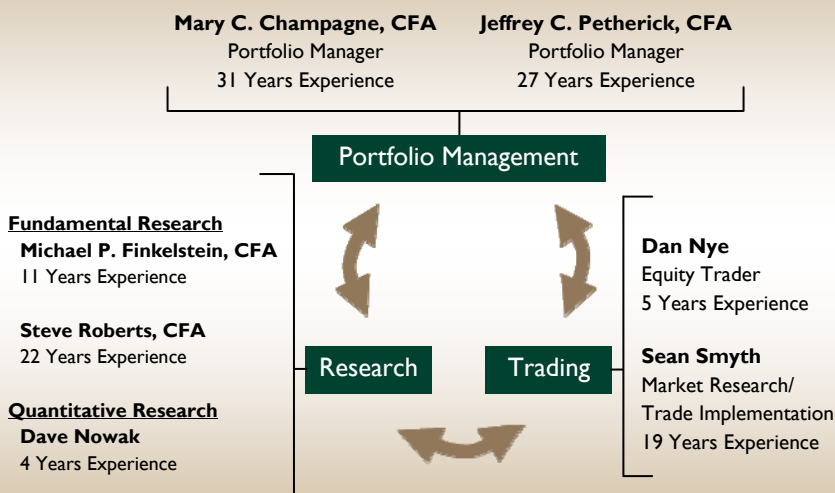 Mary C. Champagne, CFA
Portfolio Manager
31 Years Experience
Jeffrey C. Petherick, CFA
Portfolio Manager
27 Years Experience
Portfolio Management
Fundamental Research
Michael P. Finkelstein, CFA
11 Years Experience
Steve Roberts, CFA
22 Years Experience
Quantitative Research
Dave Nowak
4 Years Experience
Research
Trading
Dan Nye
Equity Trader
5 Years Experience
Sean Smyth
Market Research/
Trade Implementation
19 Years Experience